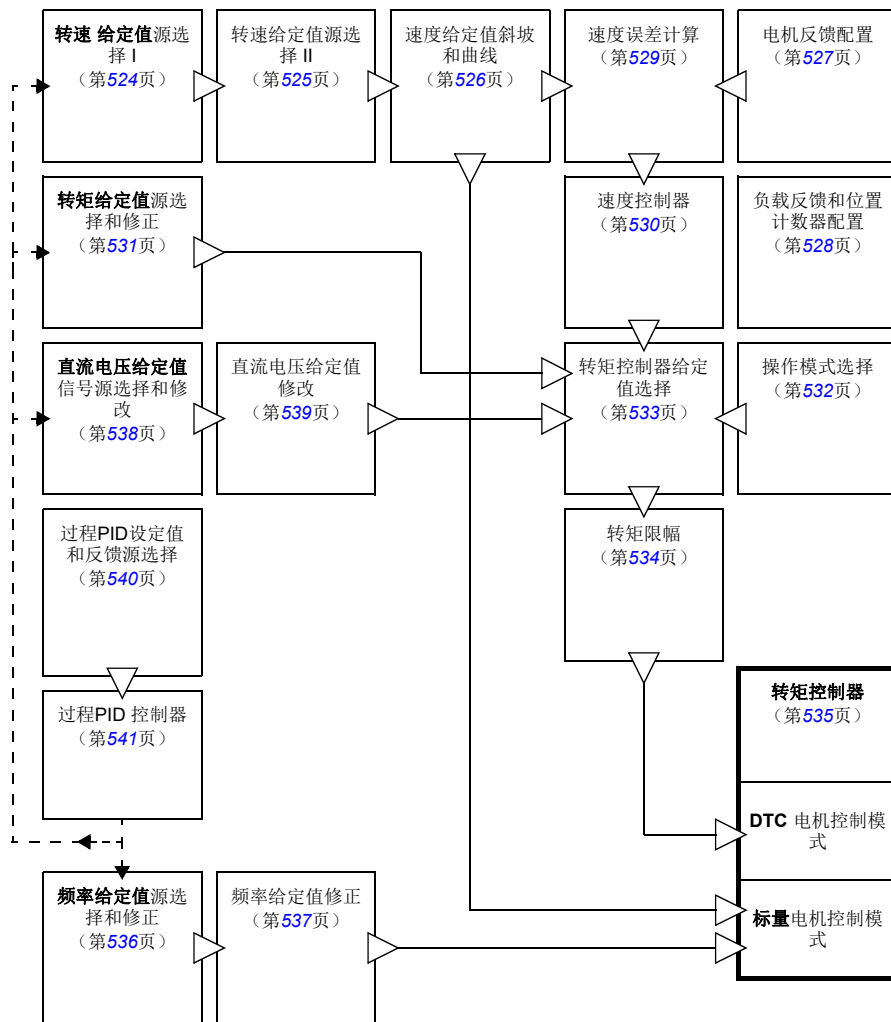 转速 给定值源选
择 I
（第524页）
转速给定值源选
择 II
（第525页）
速度给定值斜坡
和曲线
（第526页）
速度误差计算
（第529页）
电机反馈配置
（第527页）
转矩给定值源选
择和修正
（第531页）
速度控制器
（第530页）
负载反馈和位置
计数器配置
（第528页）
直流电压给定值
信号源选择和修
改
（第538页）
直流电压给定值
修改
（第539页）
转矩控制器给定
值选择
（第533页）
操作模式选择
（第532页）
过程PID设定值
和反馈源选择
（第540页）
转矩限幅
（第534页）
过程PID 控制器
（第541页）
转矩控制器
（第535页）
DTC 电机控制模
式
频率给定值源选
择和修正
（第536页）
频率给定值修正
（第537页）
标量电机控制模
式